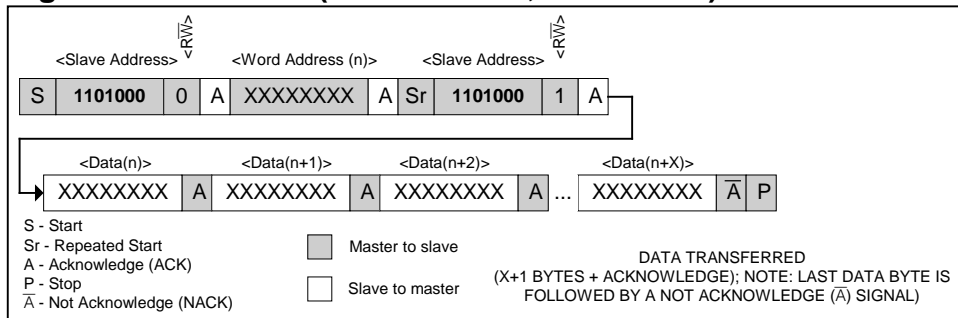 <RW̅> <RW̅>
<Slave Address> <Word Address (n)> <Slave Address>
S 1101000 0 A XXXXXXXX A Sr 1101000 1 A
<Data(n)> <Data(n+1)> <Data(n+2)> <Data(n+X)>
XXXXXXXX A XXXXXXXX A XXXXXXXX A ... XXXXXXXX A̅ P
S - Start
Sr - Repeated Start
A - Acknowledge (ACK)
P - Stop
A̅ - Not Acknowledge (NACK)
Master to slave
Slave to master
DATA TRANSFERRED
(X+1 BYTES + ACKNOWLEDGE); NOTE: LAST DATA BYTE IS
FOLLOWED BY A NOT ACKNOWLEDGE (A̅) SIGNAL)